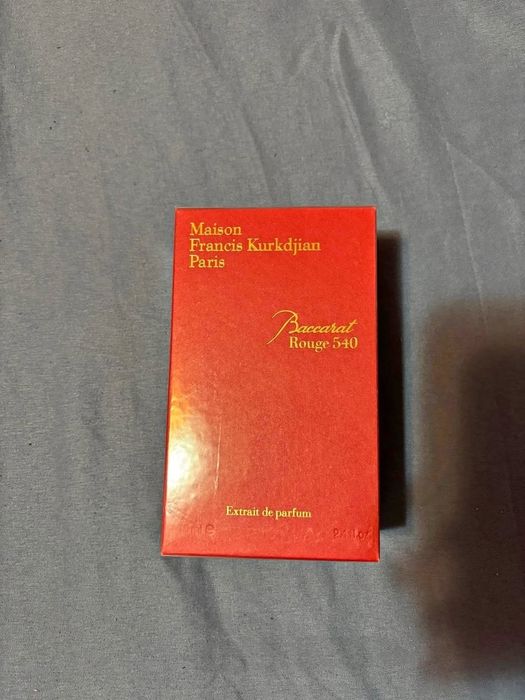 Maison
Francis Kurkdjian
Paris
Baccarat
Rouge 540
Extrait de parfum